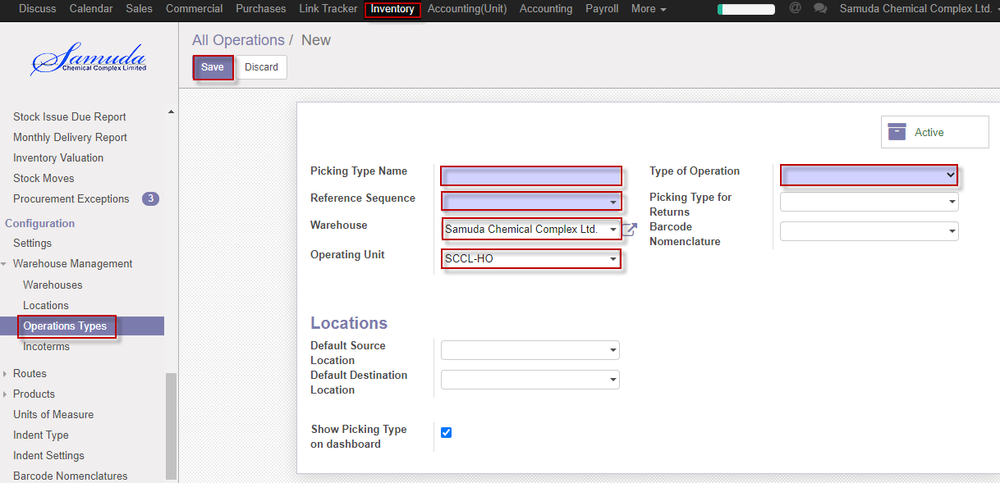 Discuss Calendar Sales Commercial Purchases Link Tracker Inventory Accounting(Unit) Accounting Payroll More @ Samuda Chemical Complex Ltd.
Samuda
Chemical Complex Limited
Stock Issue Due Report
Monthly Delivery Report
Inventory Valuation
Stock Moves
Procurement Exceptions 3
Configuration
Settings
Warehouse Management
Warehouses
Locations
Operations Types
Incoterms
Routes
Products
Units of Measure
Indent Type
Indent Settings
Barcode Nomenclatures
All Operations / New
Save Discard
Active
Picking Type Name
Reference Sequence
Warehouse Samuda Chemical Complex Ltd.
Operating Unit SCCL-HO
Type of Operation
Picking Type for
Returns
Barcode
Nomenclature
Locations
Default Source
Location
Default Destination
Location
Show Picking Type
on dashboard